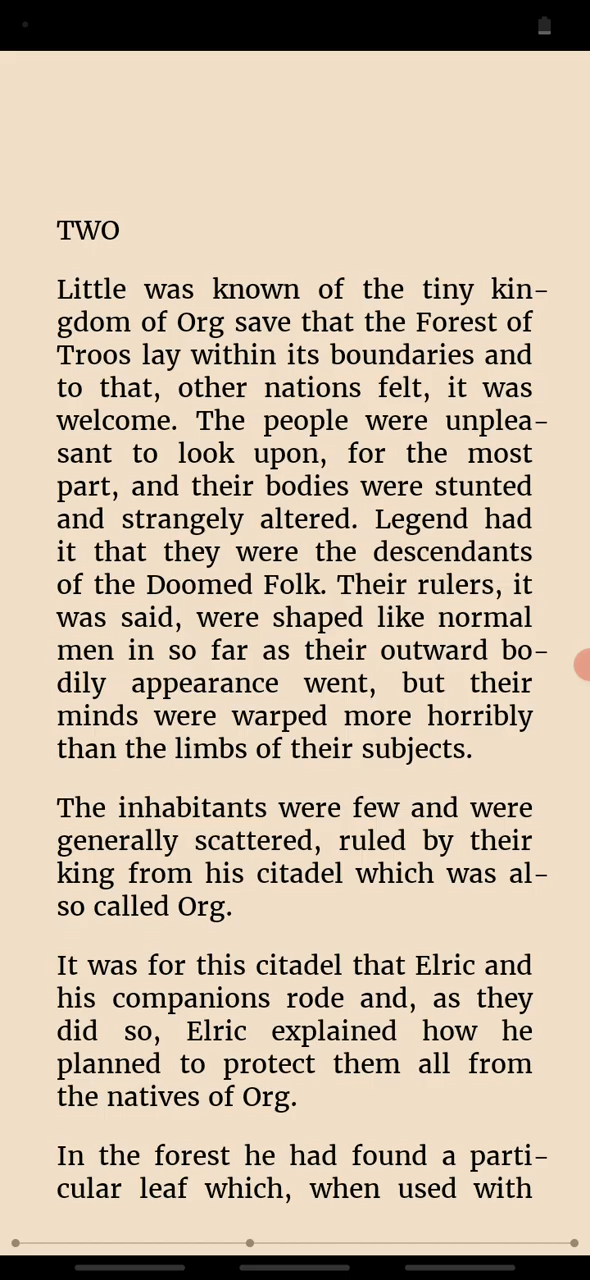 TWO
Little was known of the tiny kin-
gdom of Org save that the Forest of
Troos lay within its boundaries and
to that, other nations felt, it was
welcome. The people were unplea-
sant to look upon, for the most
part, and their bodies were stunted
and strangely altered. Legend had
it that they were the descendants
of the Doomed Folk. Their rulers, it
was said, were shaped like normal
men in so far as their outward bo-
dily appearance went, but their
minds were warped more horribly
than the limbs of their subjects.
The inhabitants were few and were
generally scattered, ruled by their
king from his citadel which was al-
so called Org.
It was for this citadel that Elric and
his companions rode and, as they
did so, Elric explained how he
planned to protect them all from
the natives of Org.
In the forest he had found a parti-
cular leaf which, when used with